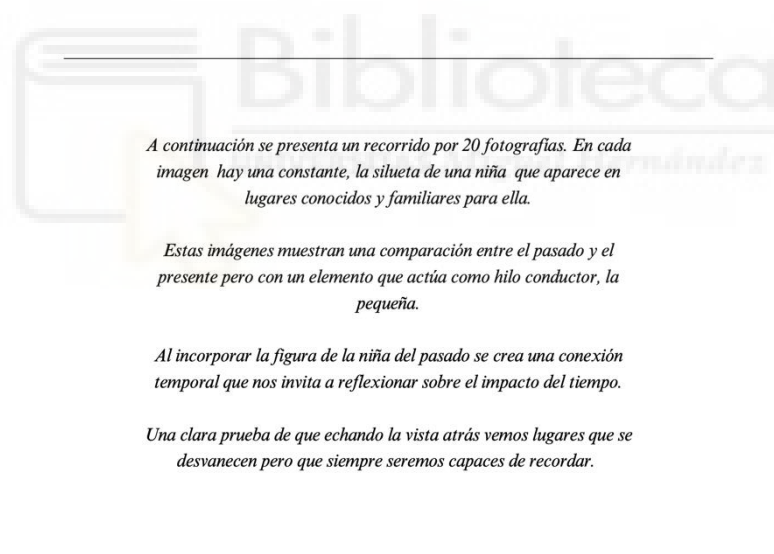 Biblioteca
A continuación se presenta un recorrido por 20 fotografías. En cada
imagen hay una constante, la silueta de una niña que aparece en
lugares conocidos y familiares para ella.
Estas imágenes muestran una comparación entre el pasado y el
presente pero con un elemento que actúa como hilo conductor, la
pequeña.
Al incorporar la figura de la niña del pasado se crea una conexión
temporal que nos invita a reflexionar sobre el impacto del tiempo.
Una clara prueba de que echando la vista atrás vemos lugares que se
desvanecen pero que siempre seremos capaces de recordar.